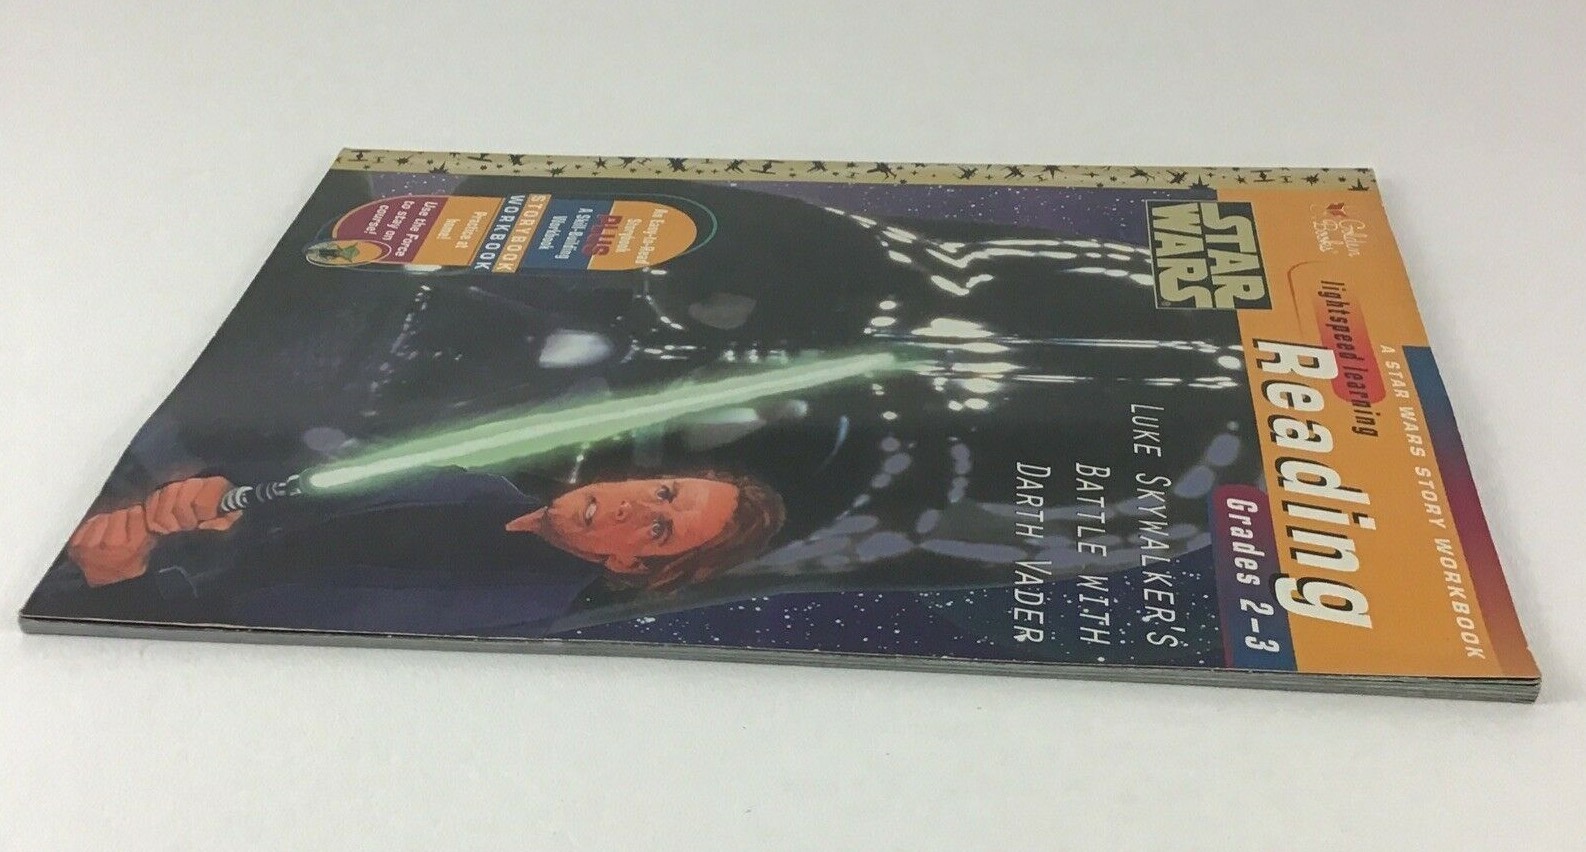 A STAR WARS STORY WORKBOOK
Golden
Books
lightspeed learning
Reading
Grades 2-3
STAR
WARS
LUKE SKYWALKER'S
BATTLE WITH
DARTH VADER
An Easy-to-Read
Storybook
PLUS
A Skill-Building
Workbook
STORYBOOK
WORKBOOK
Practice at
home!
Use the Force
to stay on
course!